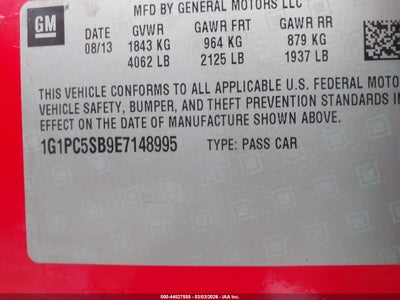 MFD BY GENERAL MOTORS LLC
GM
DATE GVWR GAWR FRT GAWR RR
08/13 1843 KG 964 KG 879 KG
4062 LB 2125 LB 1937 LB
THIS VEHICLE CONFORMS TO ALL APPLICABLE U.S. FEDERAL MOTO
VEHICLE SAFETY, BUMPER, AND THEFT PREVENTION STANDARDS IN
EFFECT ON THE DATE OF MANUFACTURE SHOWN ABOVE.
1G1PC5SB9E7148995 TYPE: PASS CAR
000-44527555 - 03/03/2026 - IAA Inc.